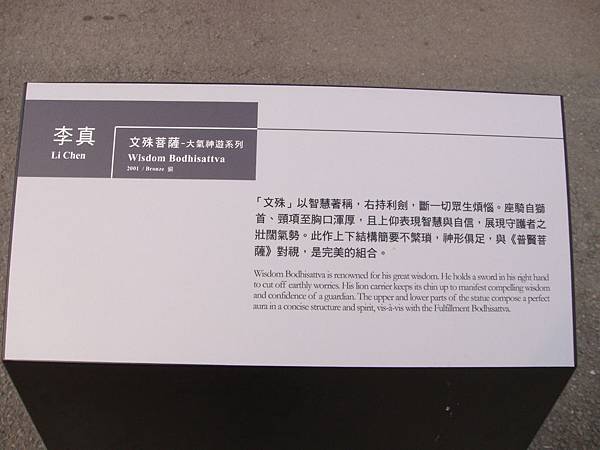 李真
Li Chen
文殊菩薩-大氣神遊系列
Wisdom Bodhisattva
2001 / Bronze 銅
「文殊」以智慧著稱，右持利劍，斷一切眾生煩惱。座騎自獅
首、頸項至胸口渾厚，且上仰表現智慧與自信，展現守護者之
壯闊氣勢。此作上下結構簡要不繁瑣，神形俱足，與《普賢菩
薩》對視，是完美的組合。
Wisdom Bodhisattva is renowned for his great wisdom. He holds a sword in his right hand
to cut off earthly worries. His lion carrier keeps its chin up to manifest compelling wisdom
and confidence of a guardian. The upper and lower parts of the statue compose a perfect
aura in a concise structure and spirit, vis-à-vis with the Fulfillment Bodhisattva.